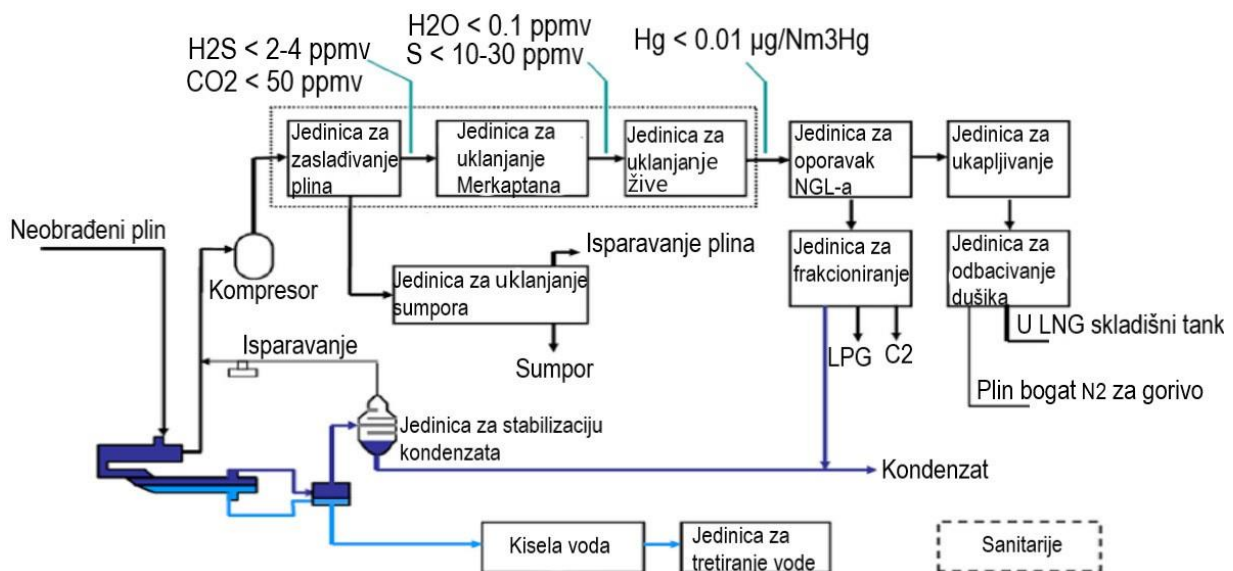 H2S < 2-4 ppmv
CO2 < 50 ppmv
H2O < 0.1 ppmv
S < 10-30 ppmv
Hg < 0.01 µg/Nm3Hg
Jedinica za
zaslađivanje
plina
Jedinica za
uklanjanje
Merkaptana
Jedinica za
uklanjanje
žive
Jedinica za
oporavak
NGL-a
Jedinica za
ukapljivanje
Neobrađeni plin
Kompresor
Jedinica za uklanjanje
sumpora
Isparavanje plina
Sumpor
Jedinica za
frakcioniranje
Jedinica za
odbacivanje
dušika
LPG
C2
U LNG skladišni tank
Plin bogat N2 za gorivo
Isparavanje
Jedinica za stabilizaciju
kondenzata
Kondenzat
Kisela voda
Jedinica za
tretiranje vode
Sanitarije